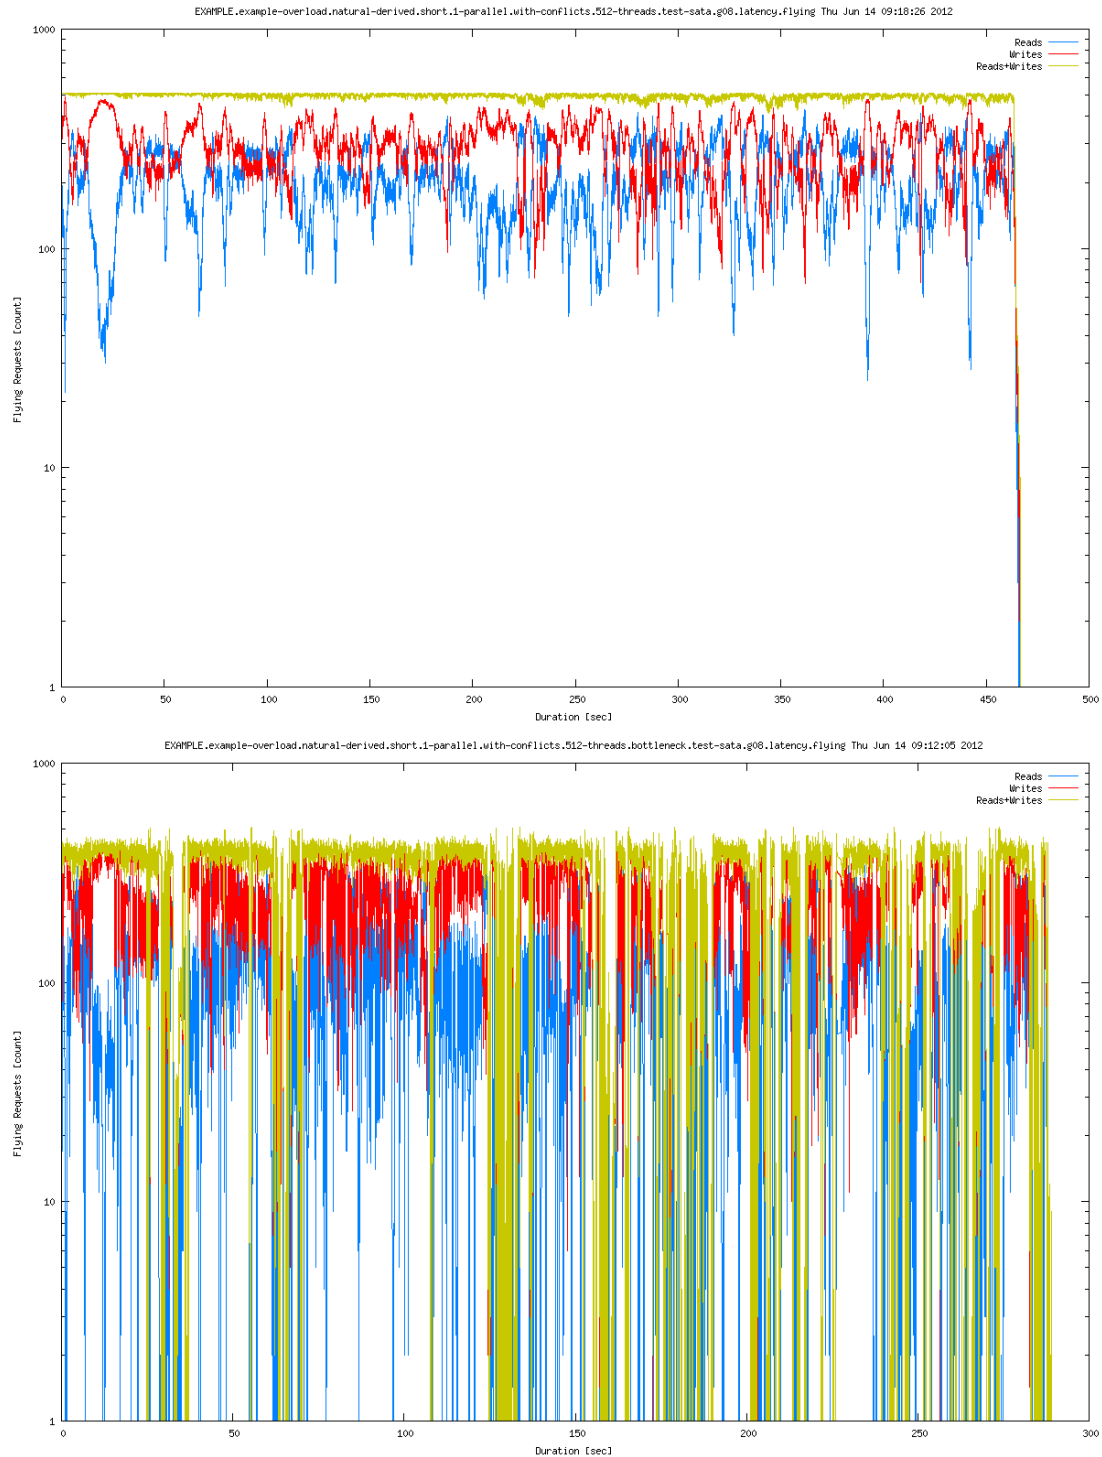 EXAMPLE.example-overload.natural-derived.short.1-parallel.with-conflicts.512-threads.test-sata.g08.latency.flying Thu Jun 14 09:18:26 2012
1000
Reads
Writes
Reads+Writes
100
Flying Requests [count]
10
1
0 50 100 150 200 250 300 350 400 450 500
Duration [sec]
EXAMPLE.example-overload.natural-derived.short.1-parallel.with-conflicts.512-threads.bottleneck.test-sata.g08.latency.flying Thu Jun 14 09:12:05 2012
1000
Reads
Writes
Reads+Writes
100
Flying Requests [count]
10
1
0 50 100 150 200 250 300
Duration [sec]